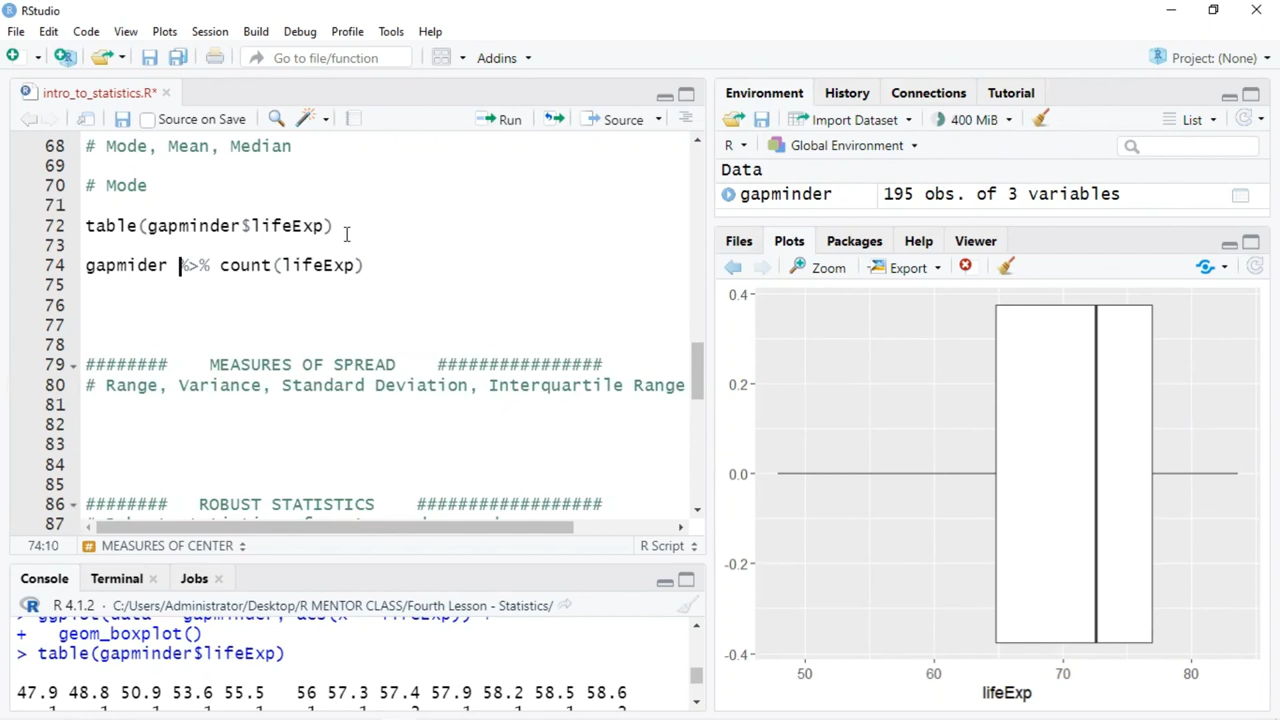 RStudio
File Edit Code View Plots Session Build Debug Profile Tools Help
Go to file/function Addins Project: (None)
intro_to_statistics.R*
Source on Save Run Source
68 # Mode, Mean, Median
69
70 # Mode
71
72 table(gapminder$lifeExp)
73
74 gapmider %>% count(lifeExp)
75
76
77
78
79 ######## MEASURES OF SPREAD ################
80 # Range, Variance, Standard Deviation, Interquartile Range
81
82
83
84
85
86 ######## ROBUST STATISTICS ##################
87
74:10 MEASURES OF CENTER R Script
Console Terminal Jobs
R 4.1.2 · C:/Users/Administrator/Desktop/R MENTOR CLASS/Fourth Lesson - Statistics/
+ geom_boxplot()
> table(gapminder$lifeExp)
47.9 48.8 50.9 53.6 55.5 56 57.3 57.4 57.9 58.2 58.5 58.6
Environment History Connections Tutorial
Import Dataset 400 MiB List
R Global Environment
Data
gapminder 195 obs. of 3 variables
Files Plots Packages Help Viewer
Zoom Export
0.4
0.2
0.0
-0.2
-0.4
50 60 70 80
lifeExp